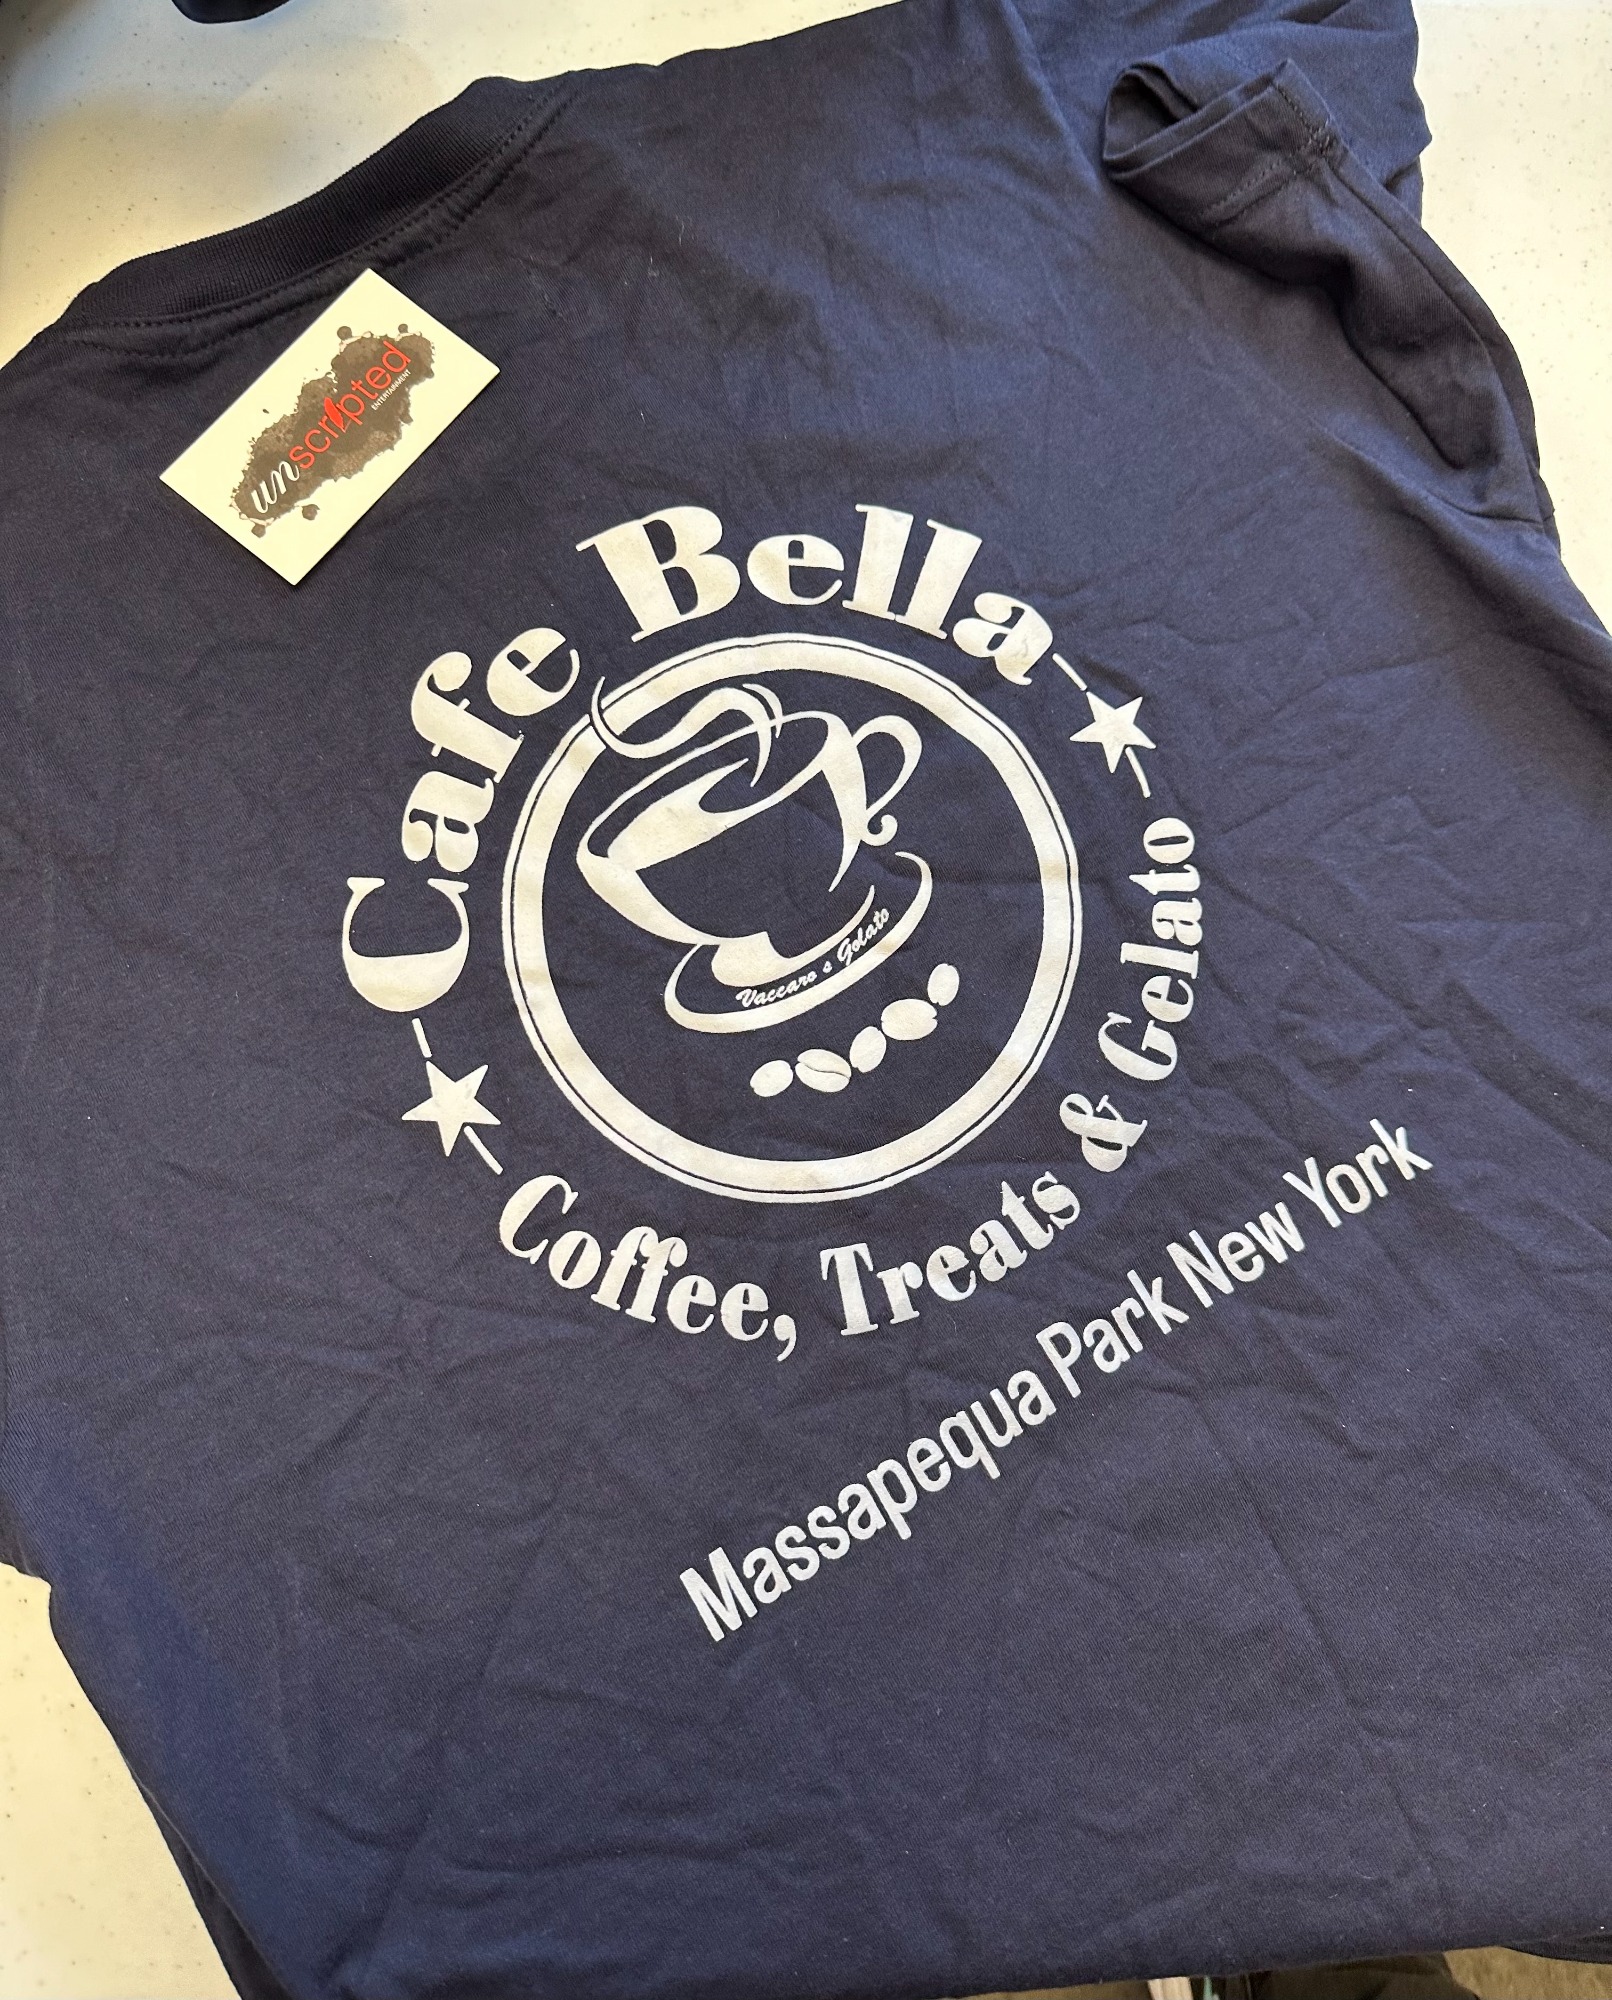 unscripted
ENTERTAINMENT
Cafe Bella
Vaccaro s Gelato
Coffee, Treats & Gelato
Massapequa Park New York